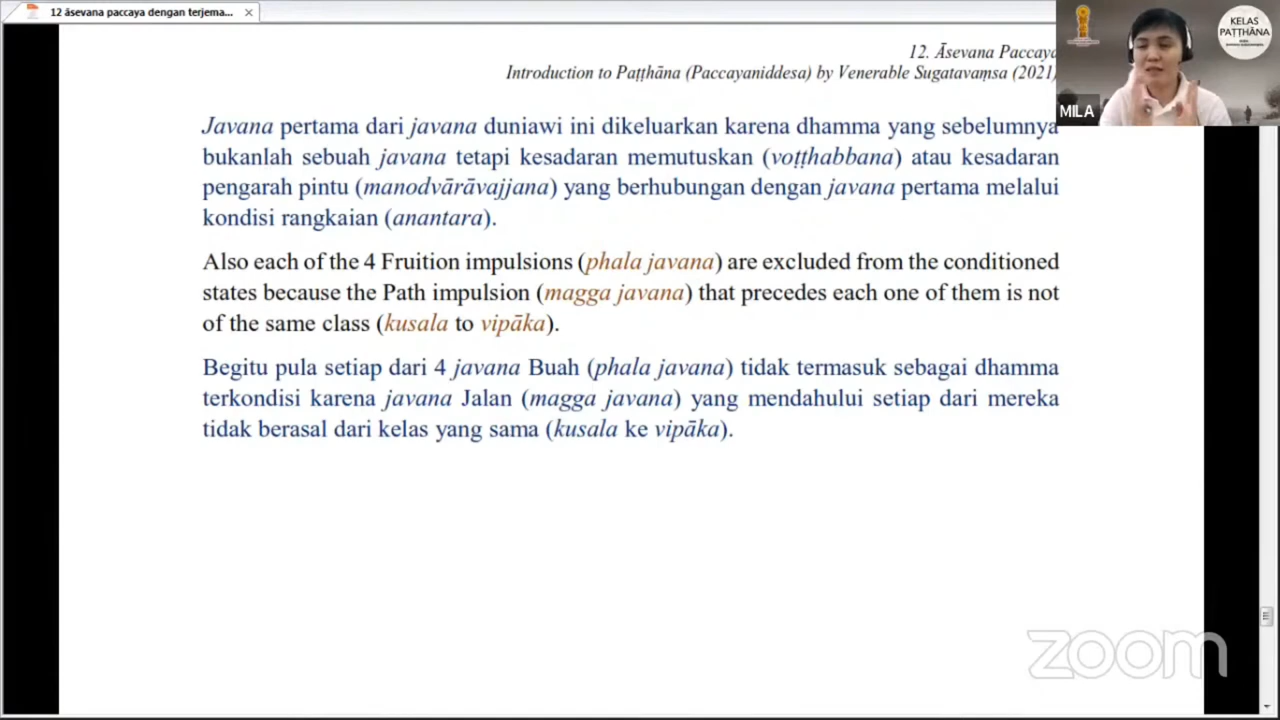 12 āsevana paccaya dengan terjema...
12. Āsevana Paccaya
Introduction to Paṭṭhāna (Paccayaniddesa) by Venerable Sugatavaṃsa (2021)
KELAS
PAṬṬHĀNA
MILA
Javana pertama dari javana duniawi ini dikeluarkan karena dhamma yang sebelumnya
bukanlah sebuah javana tetapi kesadaran memutuskan (voṭṭhabbana) atau kesadaran
pengarah pintu (manodvārāvajjana) yang berhubungan dengan javana pertama melalui
kondisi rangkaian (anantara).
Also each of the 4 Fruition impulsions (phala javana) are excluded from the conditioned
states because the Path impulsion (magga javana) that precedes each one of them is not
of the same class (kusala to vipāka).
Begitu pula setiap dari 4 javana Buah (phala javana) tidak termasuk sebagai dhamma
terkondisi karena javana Jalan (magga javana) yang mendahului setiap dari mereka
tidak berasal dari kelas yang sama (kusala ke vipāka).
zoom